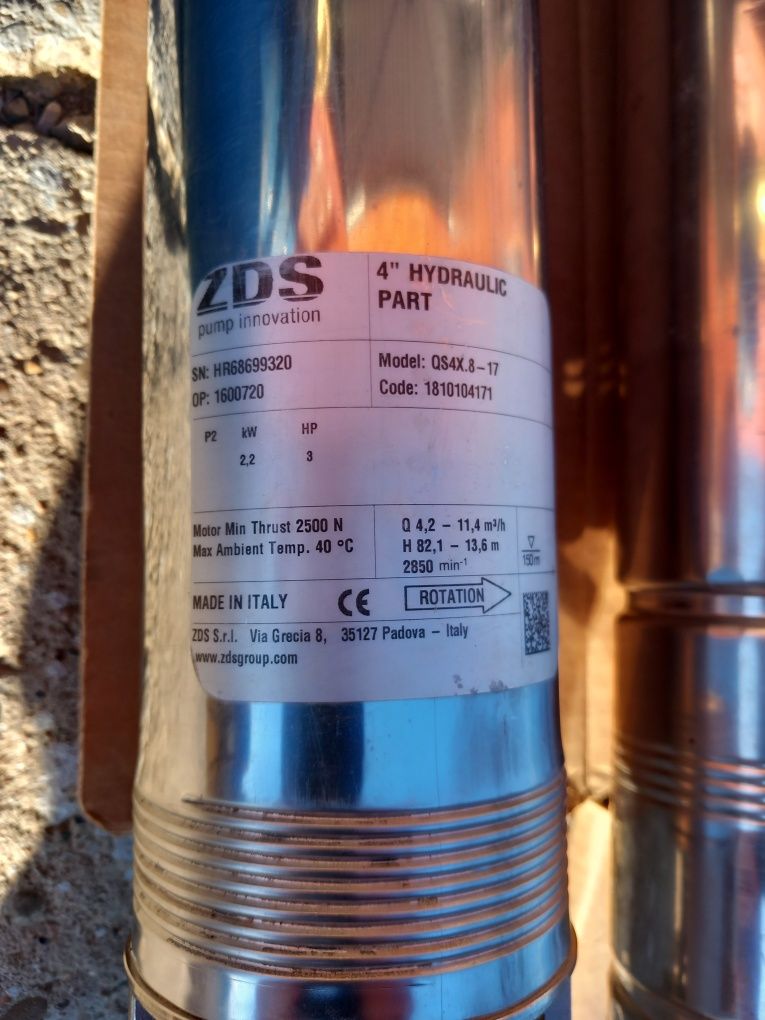 ZDS
pump innovation
4" HYDRAULIC
PART
SN: HR68699320
OP: 1600720
Model: QS4X.8-17
Code: 1810104171
P2 kW HP
2,2 3
Motor Min Thrust 2500 N
Max Ambient Temp. 40 °C
Q 4,2 - 11,4 m³/h
H 82,1 - 13,6 m
2850 min⁻¹
150m
MADE IN ITALY
CE
ROTATION
ZDS S.r.l. Via Grecia 8, 35127 Padova - Italy
www.zdsgroup.com